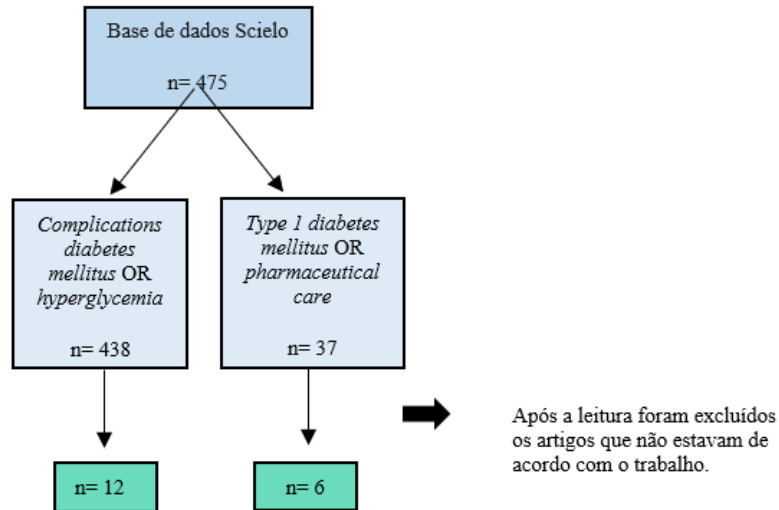 Base de dados Scielo
n= 475
Complications
diabetes
mellitus OR
hyperglycemia
n= 438
Type 1 diabetes
mellitus OR
pharmaceutical
care
n= 37
n= 12
n= 6
Após a leitura foram excluídos
os artigos que não estavam de
acordo com o trabalho.